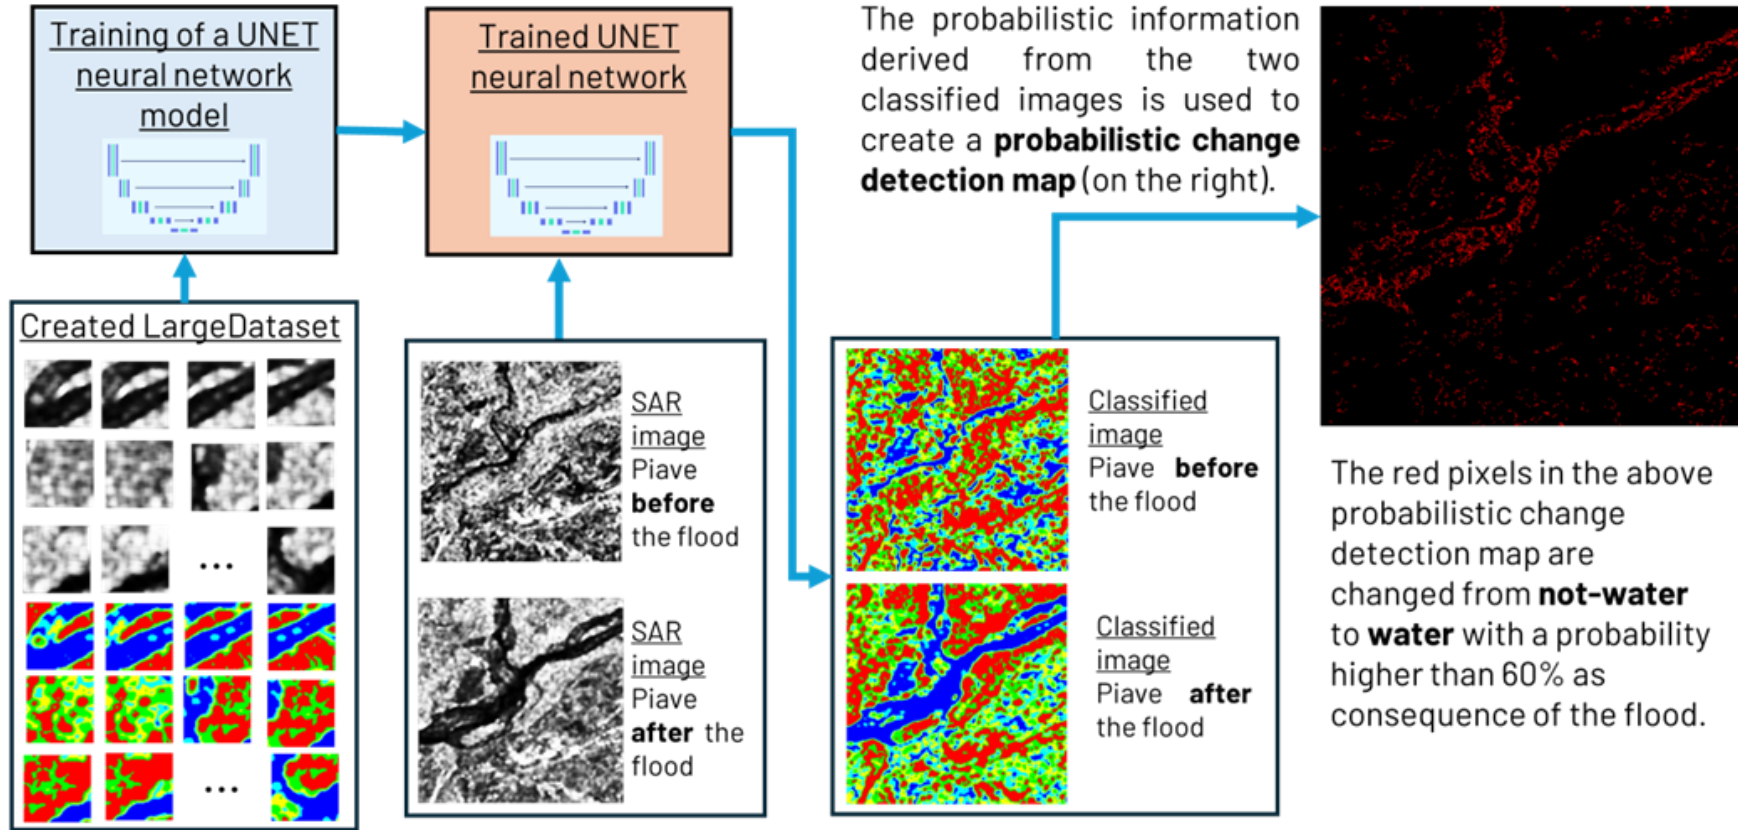 Training of a UNET
neural network
model
Trained UNET
neural network
The probabilistic information
derived from the two
classified images is used to
create a probabilistic change
detection map (on the right).
Created LargeDataset
...
...
SAR
image
Piave
before
the flood
SAR
image
Piave
after the
flood
Classified
image
Piave before
the flood
Classified
image
Piave after
the flood
The red pixels in the above
probabilistic change
detection map are
changed from not-water
to water with a probability
higher than 60% as
consequence of the flood.